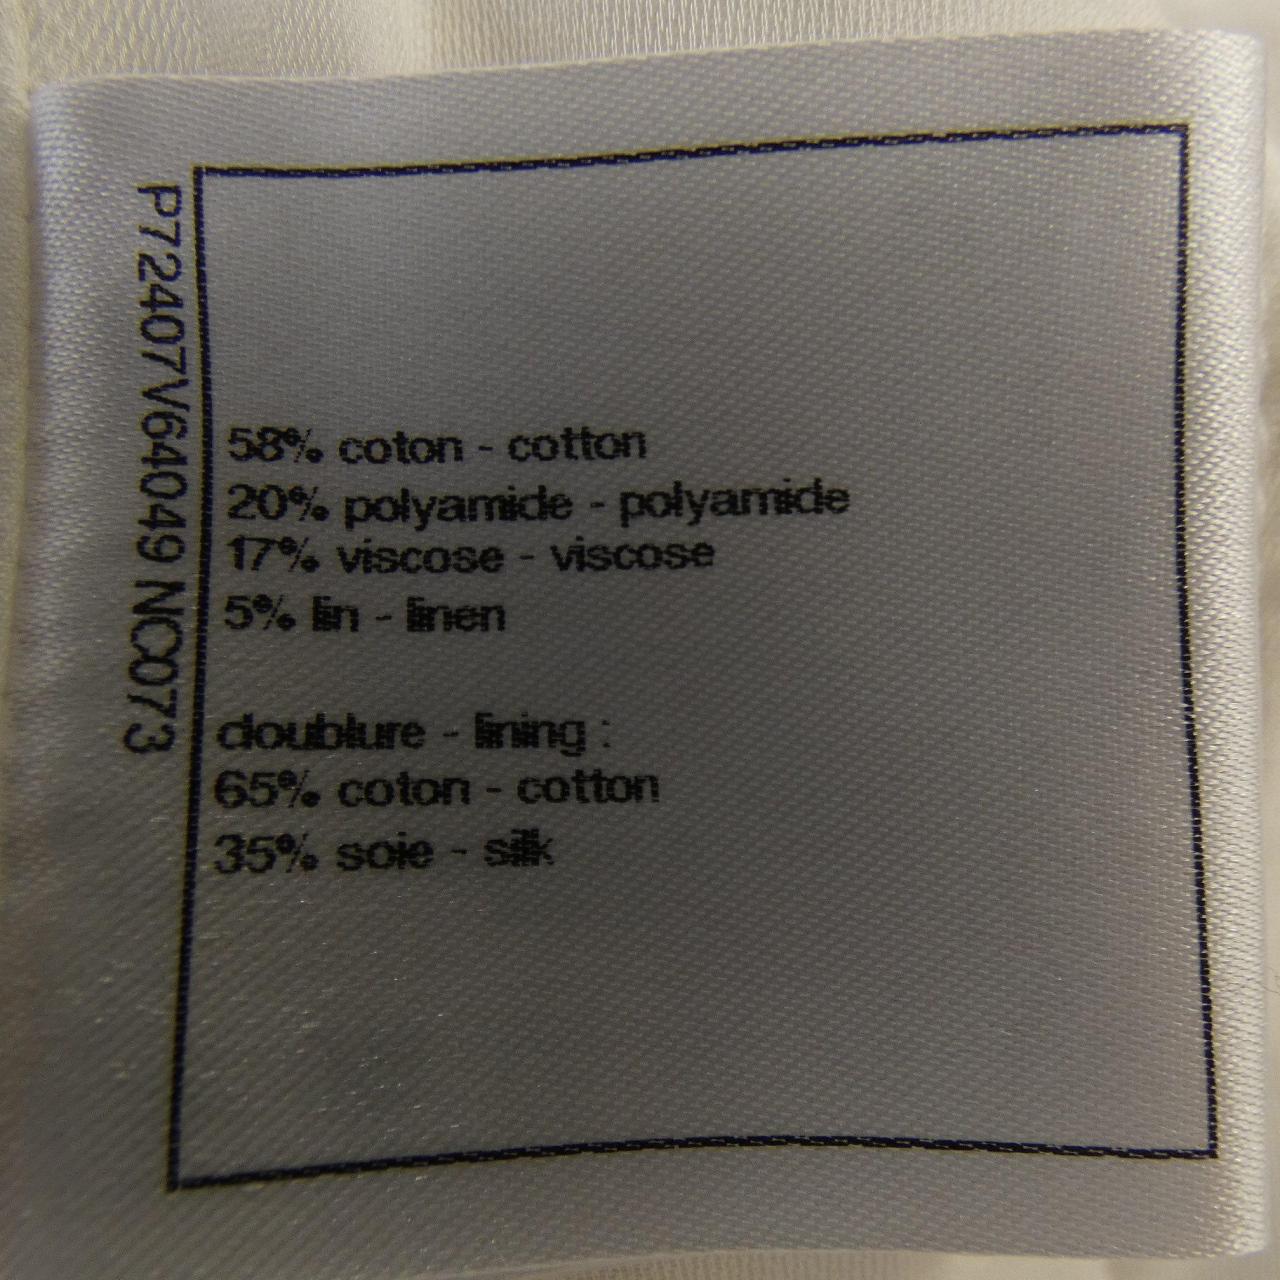 P72407V64049 NC073
58% coton - cotton
20% polyamide - polyamide
17% viscose - viscose
5% lin - linen
doublure - lining :
65% coton - cotton
35% soie - silk